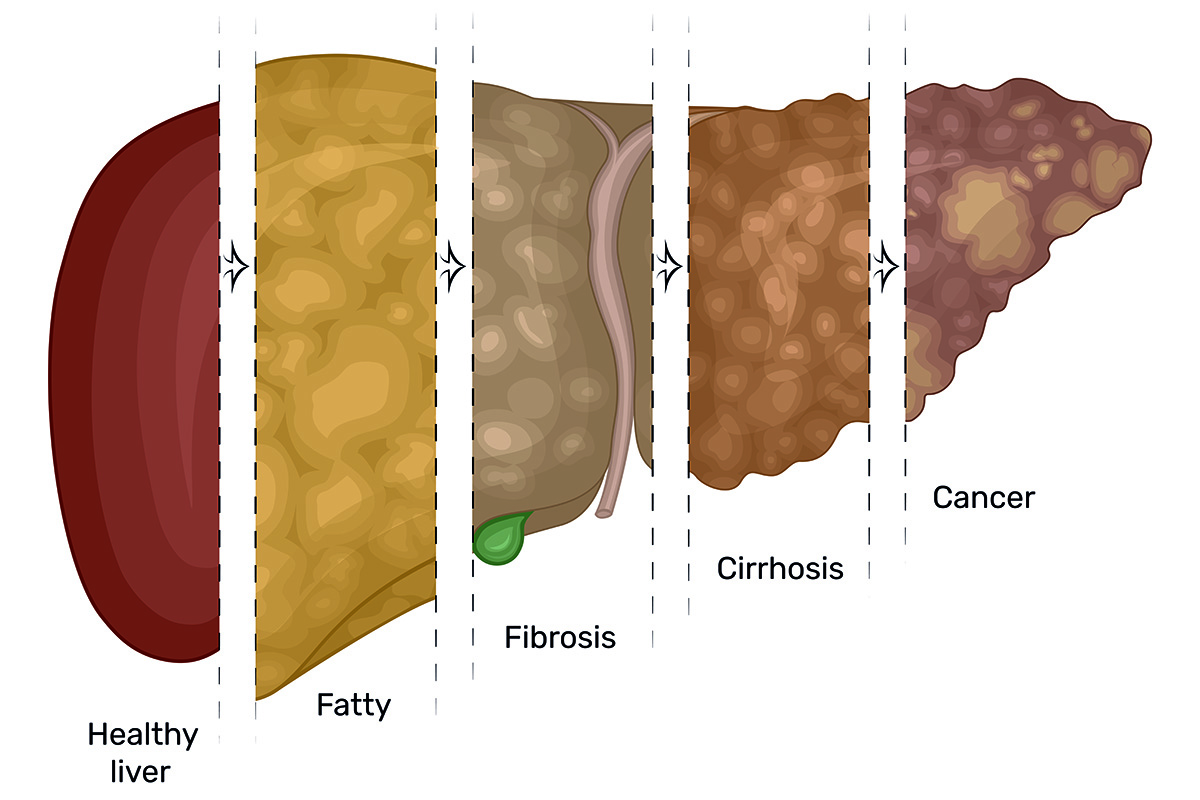 Healthy
liver
Fatty
Fibrosis
Cirrhosis
Cancer